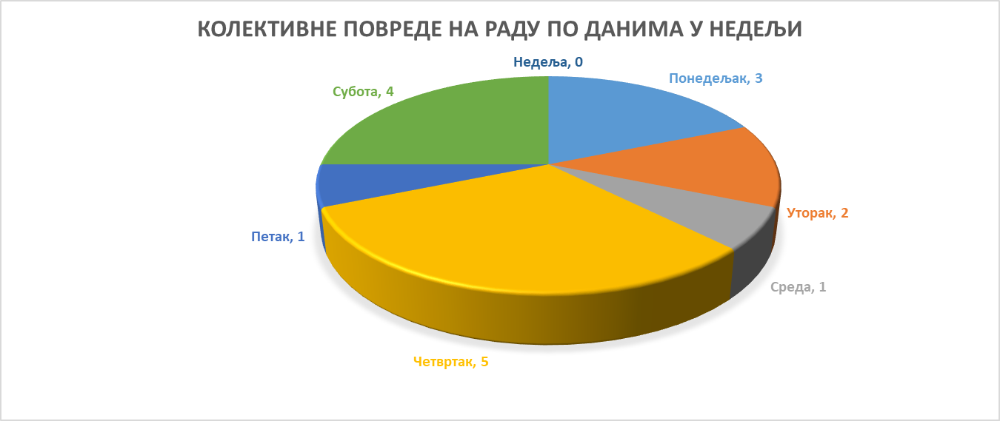 КОЛЕКТИВНЕ ПОВРЕДЕ НА РАДУ ПО ДАНИМА У НЕДЕЉИ
Недеља, 0
Понедељак, 3
Субота, 4
Уторак, 2
Петак, 1
Среда, 1
Четвртак, 5